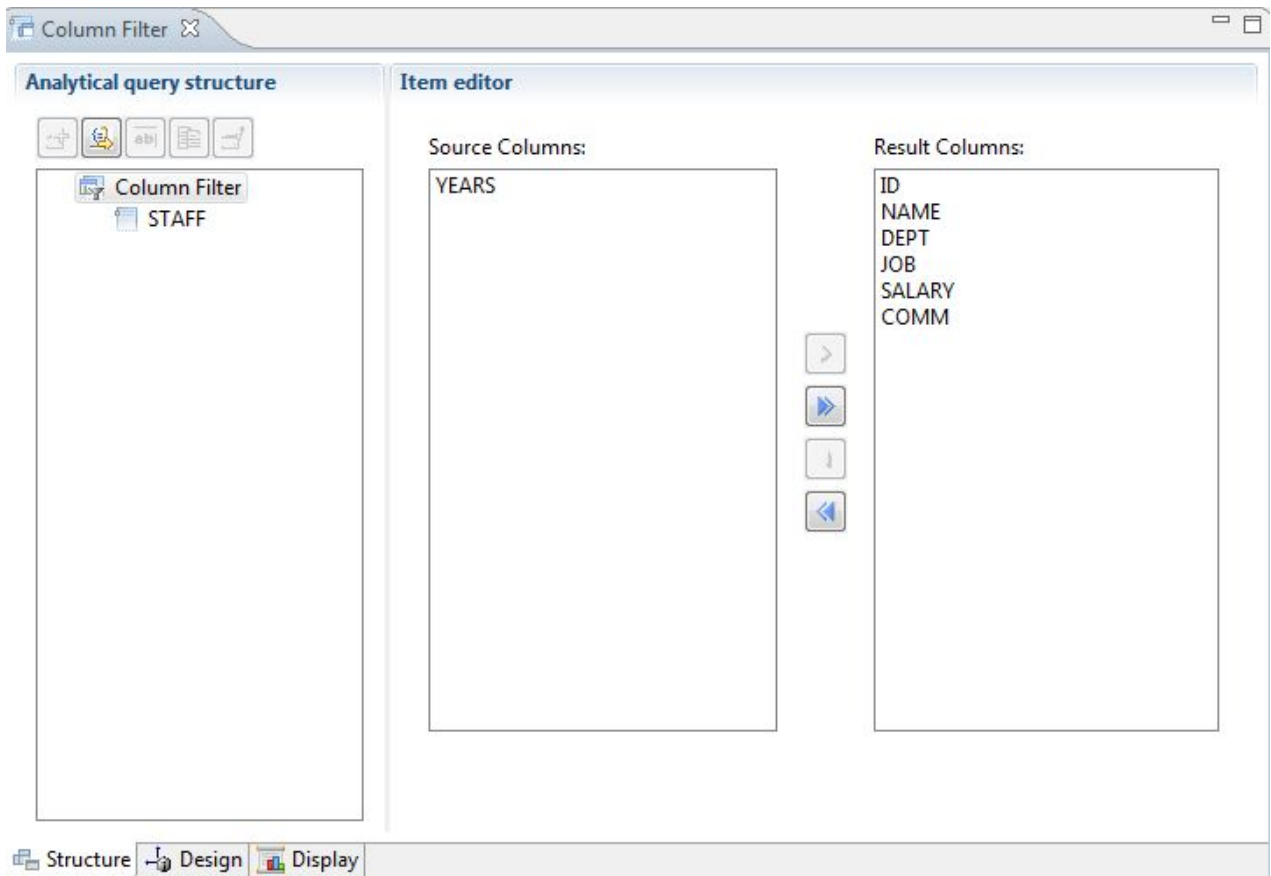 Column Filter
Analytical query structure
Item editor
ab|
Column Filter
STAFF
Source Columns:
YEARS
Result Columns:
ID
NAME
DEPT
JOB
SALARY
COMM
Structure
Design
Display